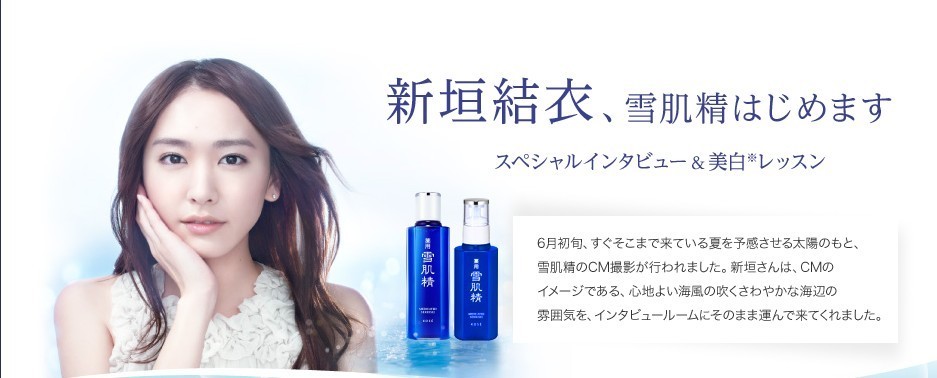 新垣結衣、雪肌精はじめます
スペシャルインタビュー & 美白※レッスン
薬用
雪肌精
KOSÉ
薬用
雪肌精
KOSÉ
6月初旬、すぐそこまで来ている夏を予感させる太陽のもと、
雪肌精のCM撮影が行われました。新垣さんは、CMの
イメージである、心地よい海風の吹くさわやかな海辺の
雰囲気を、インタビュールームにそのまま運んで来てくれました。